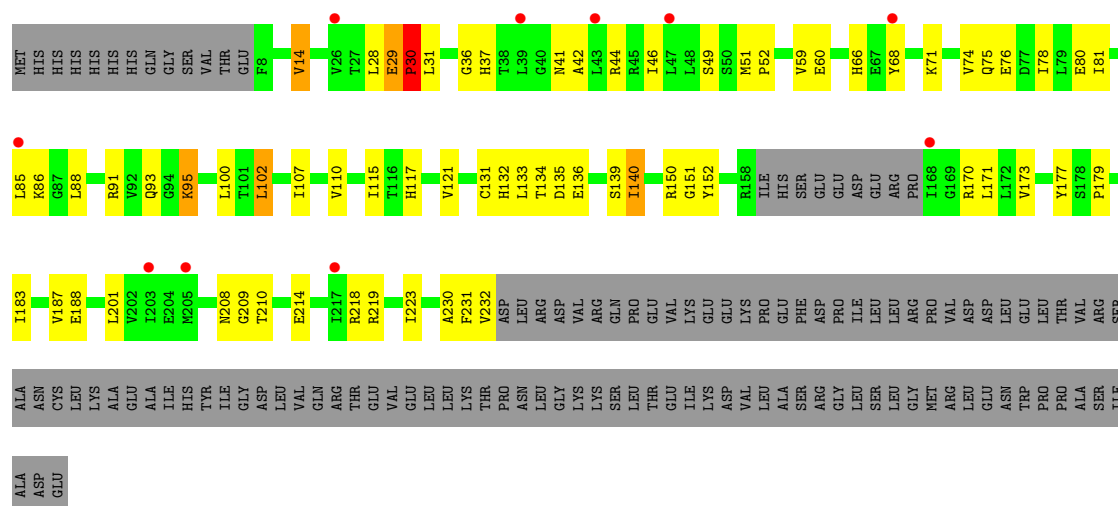 MET HIS HIS HIS HIS HIS HIS GLN GLY SER VAL THR GLU F8 V14 V26 T27 L28 E29 P30 L31 G36 H37 T38 L39 G40 N41 A42 L43 R44 R45 I46 L47 L48 S49 S50 M51 P52 V59 E60 H66 E67 Y68 K71 V74 Q75 E76 D77 I78 L79 E80 I81
L85 K86 G87 L88 R91 V92 Q93 G94 K95 L100 T101 L102 I107 V110 I115 T116 H117 V121 C131 H132 L133 T134 D135 E136 S139 I140 R150 G151 Y152 R158 ILE HIS SER GLU GLU ASP GLU ARG PRO I168 G169 R170 L171 L172 V173 Y177 S178 P179
I183 V187 E188 L201 V202 I203 E204 M205 N208 G209 T210 E214 I217 R218 R219 I223 A230 F231 V232 ASP LEU ARG ASP VAL ARG GLN PRO GLU VAL LYS GLU GLU LYS PRO GLU PHE ASP PRO ILE LEU LEU ARG PRO VAL ASP ASP LEU GLU LEU THR VAL ARG SER
ALA ASN CYS LEU LYS ALA GLU ALA ILE HIS TYR ILE GLY ASP LEU VAL GLN ARG THR GLU VAL GLU LEU LEU LYS THR PRO ASN LEU GLY LYS LYS SER LEU THR GLU ILE LYS ASP VAL LEU ALA SER ARG GLY LEU SER LEU GLY MET ARG LEU GLU ASN TRP PRO PRO ALA SER ILE
ALA ASP GLU